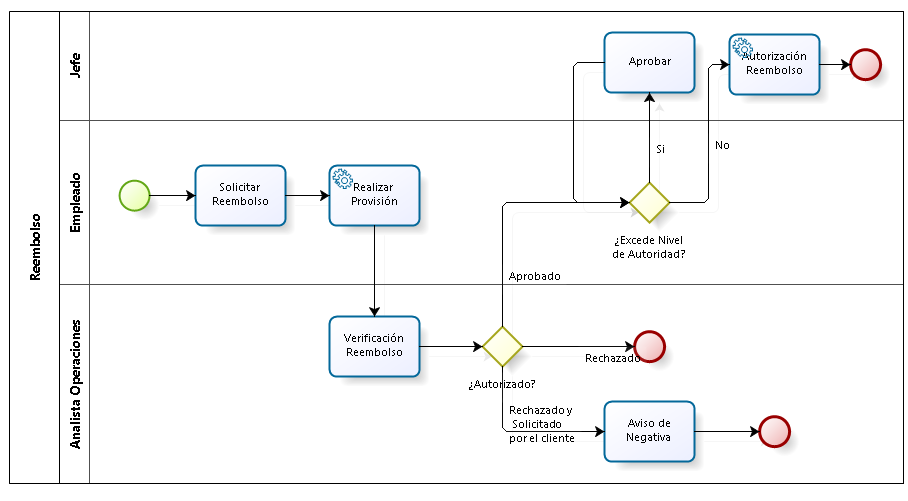 Reembolso
Jefe
Aprobar
Autorización
Reembolso
Si
No
Empleado
Solicitar
Reembolso
Realizar
Provisión
¿Excede Nivel
de Autoridad?
Aprobado
Analista Operaciones
Verificación
Reembolso
¿Autorizado?
Rechazado
Rechazado y
Solicitado
por el cliente
Aviso de
Negativa